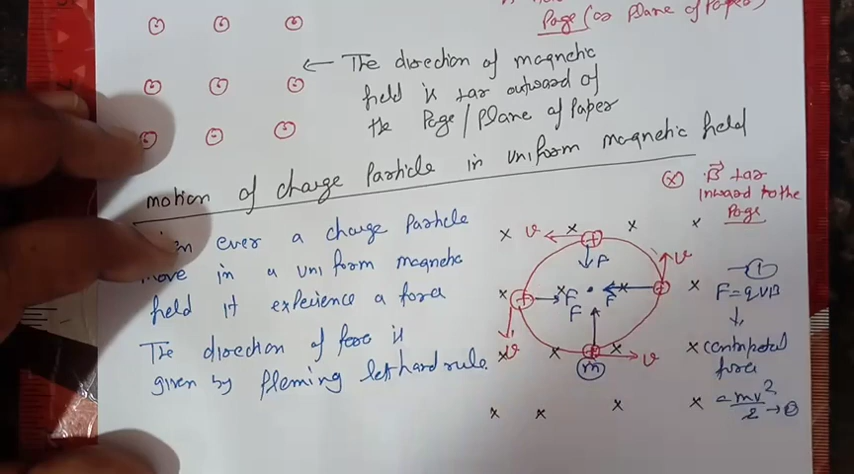 Page (or Plane of Paper)
← The direction of magnetic
field is far outward of
the Page/Plane of Paper
motion of charge Particle in uniform magnetic field
ⓧ B⃗ far
inward to the
Page
ever a charge Particle
move in a uniform magnetic
field it experience a force
The direction of force is
given by fleming left hand rule.
v
F
v
F
F
F
v
m
v
→ ①
F = qvB
↓
centripetal
force
= mv²/r → ②